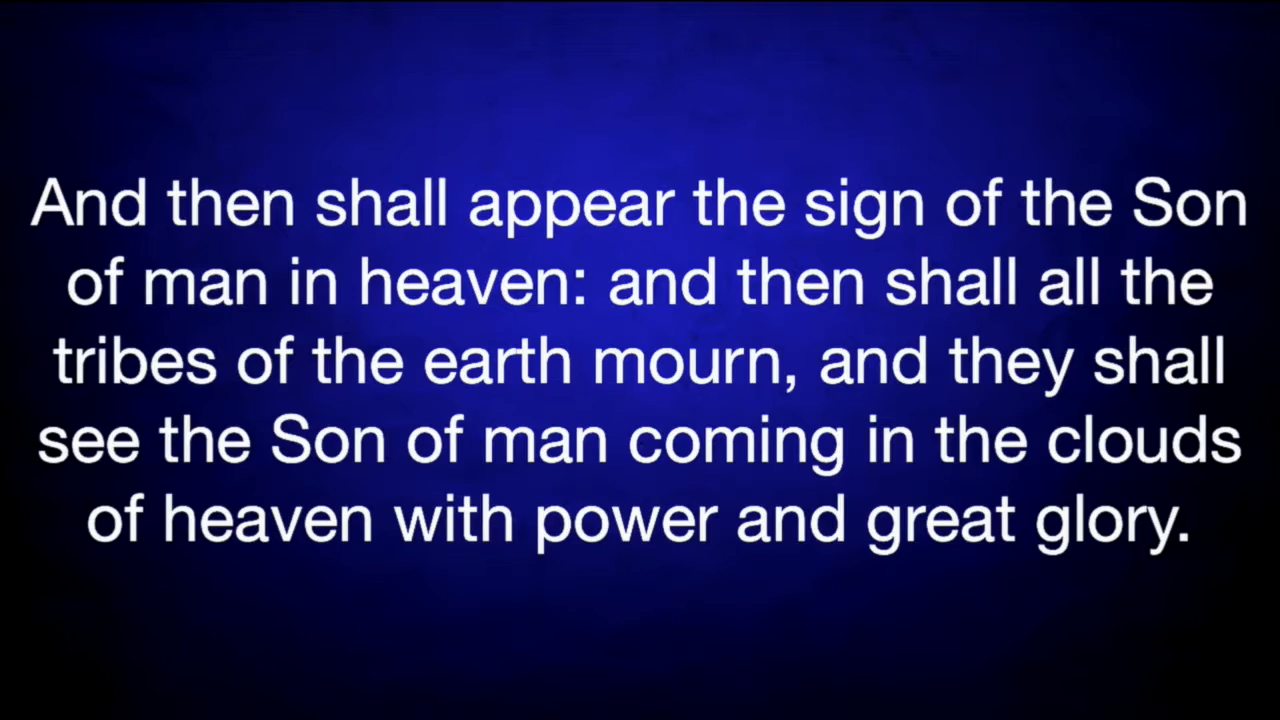 And then shall appear the sign of the Son
of man in heaven: and then shall all the
tribes of the earth mourn, and they shall
see the Son of man coming in the clouds
of heaven with power and great glory.